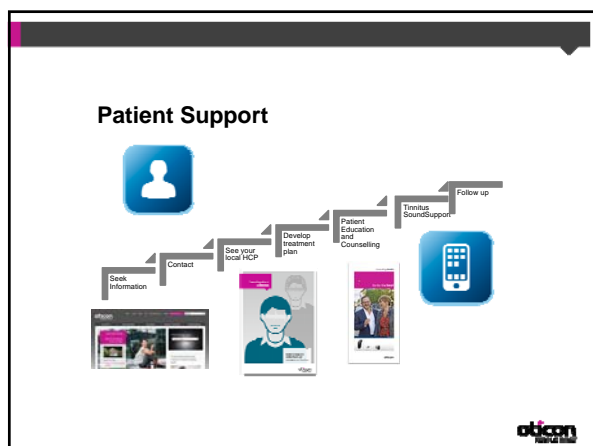 Patient Support
Seek
Information
Contact
See your
local HCP
Develop
treatment
plan
Patient
Education
and
Counselling
Tinnitus
SoundSupport
Follow up
oticon